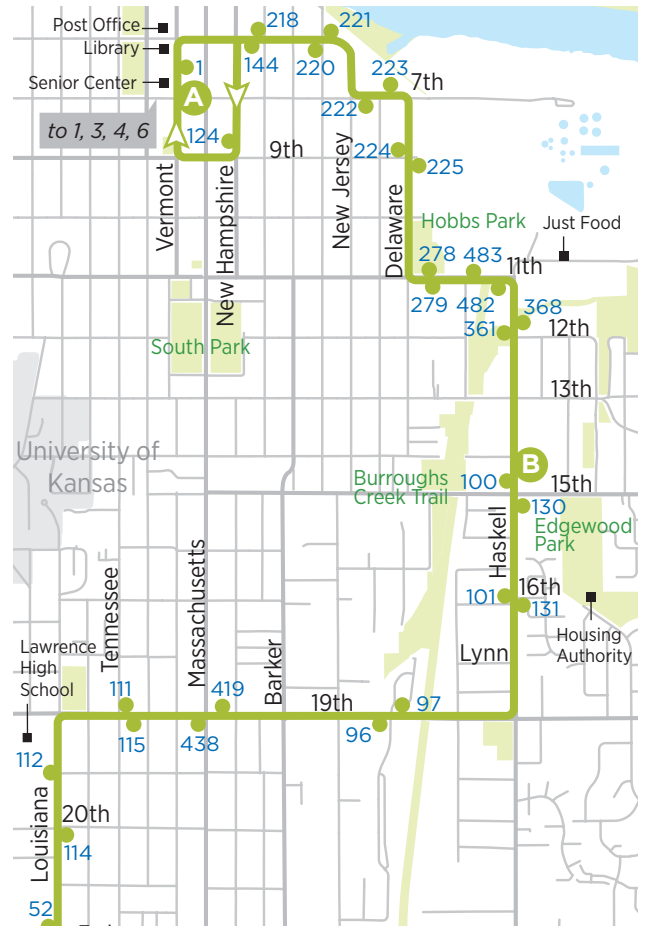 Post Office
218
221
Library
144
220
1
Senior Center
A
223
7th
222
to 1, 3, 4, 6
124
9th
224
225
Vermont
New Hampshire
New Jersey
Delaware
Hobbs Park
Just Food
278
483
11th
279
482
368
361
12th
South Park
13th
University of
Kansas
B
Burroughs
Creek Trail
100
15th
130
Edgewood
Park
Haskell
Tennessee
Massachusetts
101
16th
131
Lawrence
High
School
Barker
Lynn
Housing
Authority
111
419
19th
97
115
438
96
112
Louisiana
20th
114
52